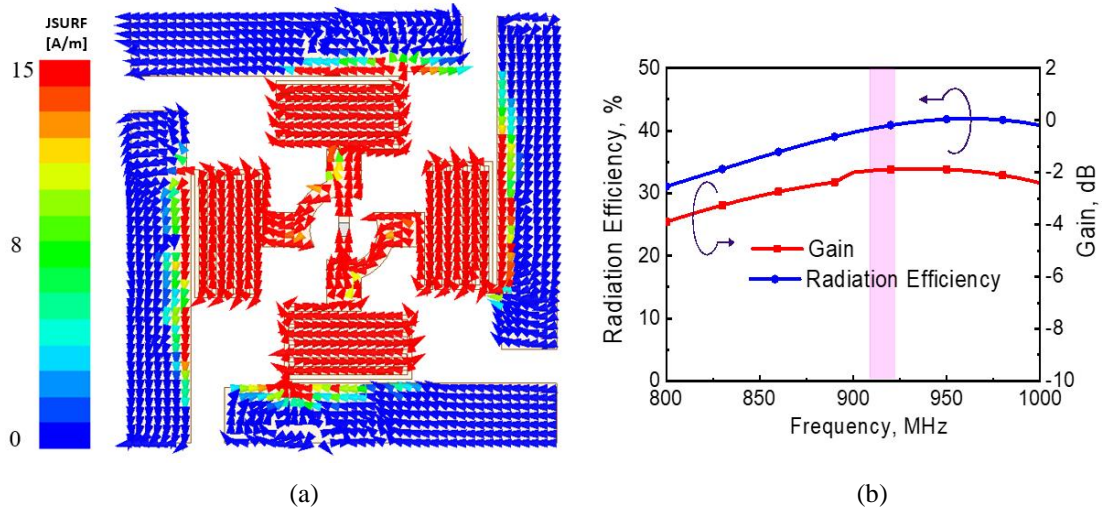 JSURF
[A/m]
15
8
0
(a)
Radiation Efficiency, %
50
40
30
20
10
0
Gain
Radiation Efficiency
2
0
-2
-4
-6
-8
-10
Gain, dB
800 850 900 950 1000
Frequency, MHz
(b)